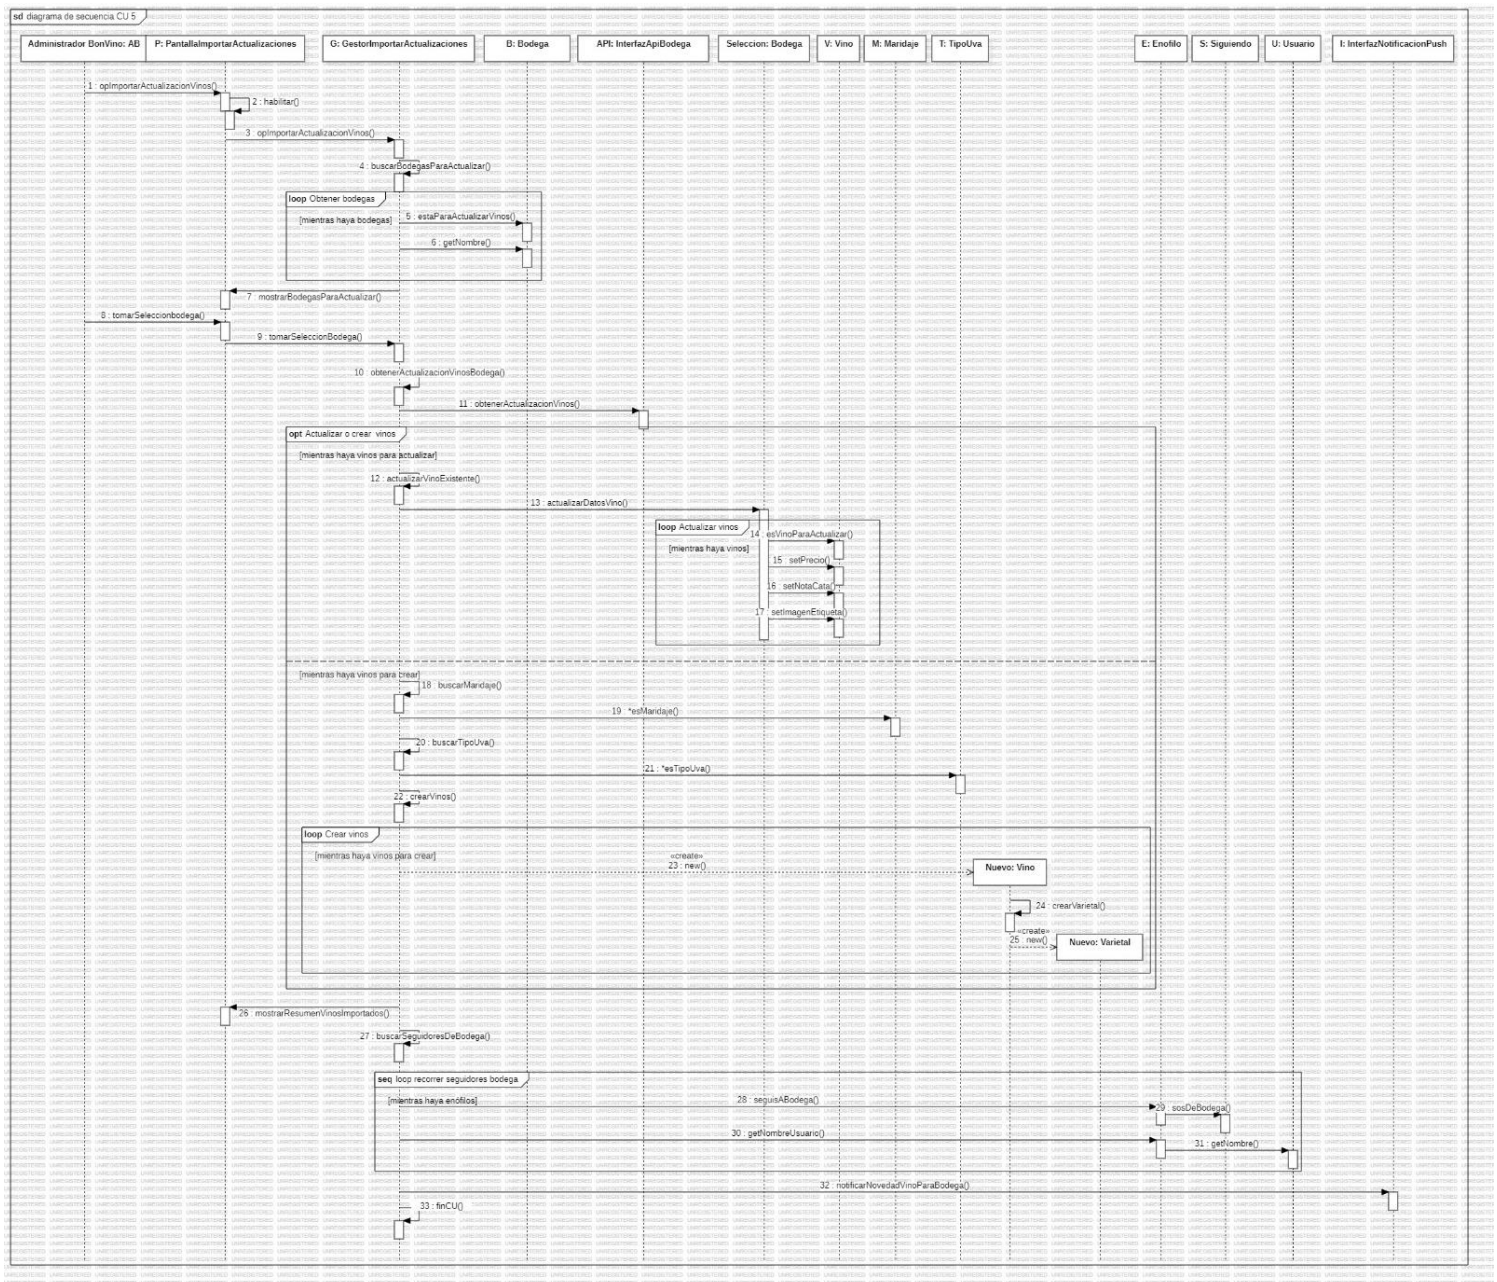 sd diagrama de secuencia CU 5
Administrador BonVino: AB
P: PantallaImportarActualizaciones
G: GestorImportarActualizaciones
B: Bodega
API: InterfazApiBodega
Seleccion: Bodega
V: Vino
M: Maridaje
T: TipoUva
E: Enofilo
S: Siguiendo
U: Usuario
I: InterfazNotificacionPush
1 : opImportarActualizacionVinos()
2 : habilitar()
3 : opImportarActualizacionVinos()
4 : buscarBodegasParaActualizar()
loop Obtener bodegas
[mientras haya bodegas]
5 : estaParaActualizarVinos()
6 : getNombre()
7 : mostrarBodegasParaActualizar()
8 : tomarSeleccionbodega()
9 : tomarSeleccionBodega()
10 : obtenerActualizacionVinosBodega()
11 : obtenerActualizacionVinos()
opt Actualizar o crear vinos
[mientras haya vinos para actualizar]
12 : actualizarVinoExistente()
13 : actualizarDatosVino()
loop Actualizar vinos
14 : esVinoParaActualizar()
[mientras haya vinos]
15 : setPrecio()
16 : setNotaCata()
17 : setImagenEtiqueta()
[mientras haya vinos para crear]
18 : buscarMaridaje()
19 : *esMaridaje()
20 : buscarTipoUva()
21 : *esTipoUva()
22 : crearVinos()
loop Crear vinos
[mientras haya vinos para crear]
«create»
23 : new()
Nuevo: Vino
24 : crearVarietal()
«create»
25 : new()
Nuevo: Varietal
26 : mostrarResumenVinosImportados()
27 : buscarSeguidoresDeBodega()
seq loop recorrer seguidores bodega
[mientras haya enófilos]
28 : seguisABodega()
29 : sosDeBodega()
30 : getNombreUsuario()
31 : getNombre()
32 : notificarNovedadVinoParaBodega()
33 : finCU()